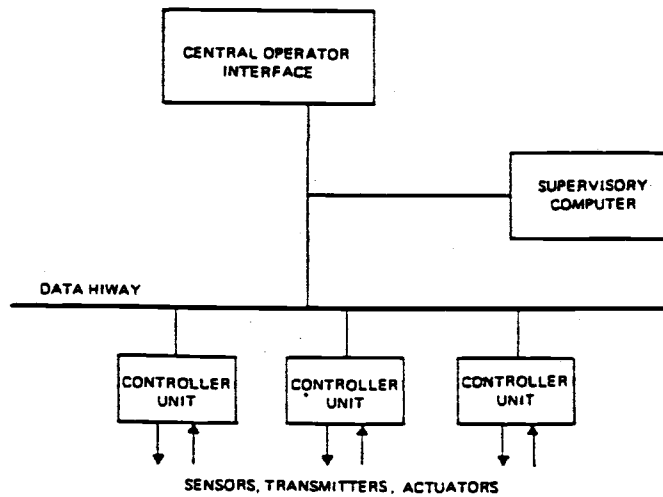 CENTRAL OPERATOR
INTERFACE
SUPERVISORY
COMPUTER
DATA HIWAY
CONTROLLER
UNIT
CONTROLLER
UNIT
CONTROLLER
UNIT
SENSORS, TRANSMITTERS, ACTUATORS